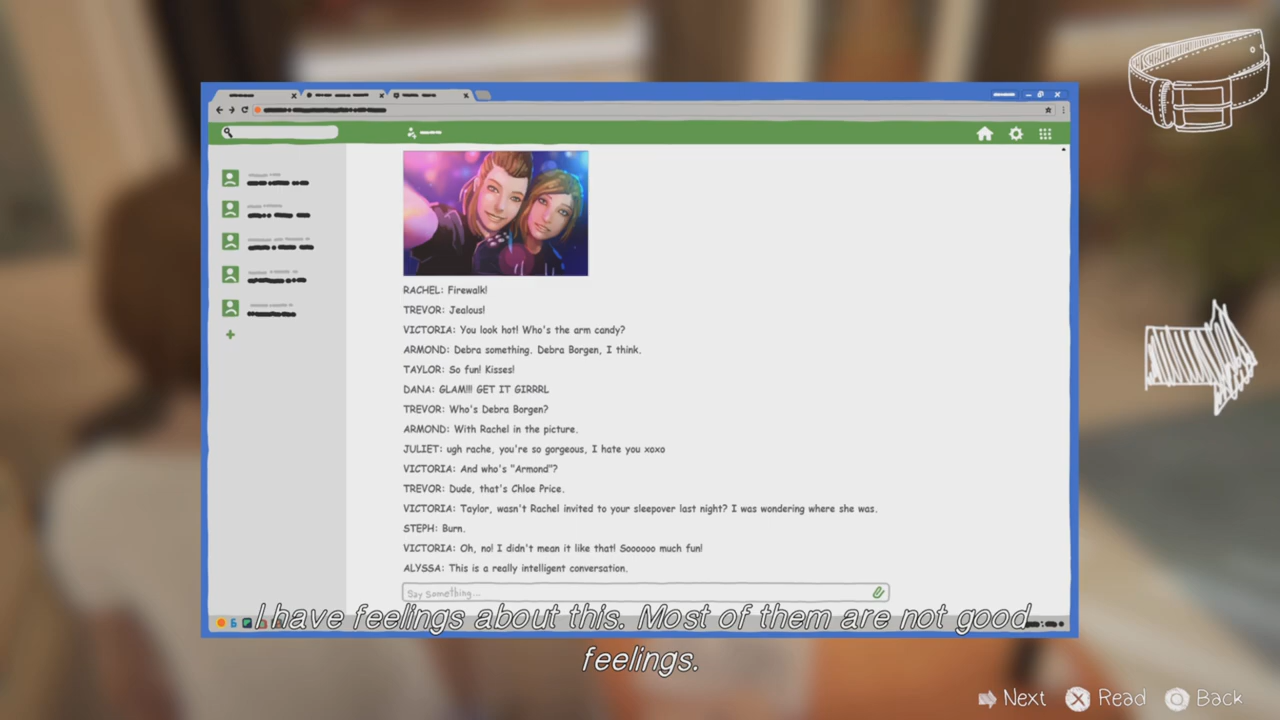 RACHEL: Firewalk!
TREVOR: Jealous!
VICTORIA: You look hot! Who's the arm candy?
ARMOND: Debra something. Debra Borgen, I think.
TAYLOR: So fun! Kisses!
DANA: GLAM!!! GET IT GIRRRL
TREVOR: Who's Debra Borgen?
ARMOND: With Rachel in the picture.
JULIET: ugh rache, you're so gorgeous, I hate you xoxo
VICTORIA: And who's "Armond"?
TREVOR: Dude, that's Chloe Price.
VICTORIA: Taylor, wasn't Rachel invited to your sleepover last night? I was wondering where she was.
STEPH: Burn.
VICTORIA: Oh, no! I didn't mean it like that! Soooooo much fun!
ALYSSA: This is a really intelligent conversation.
Say Something...
I have feelings about this. Most of them are not good
feelings.
Next Read Back